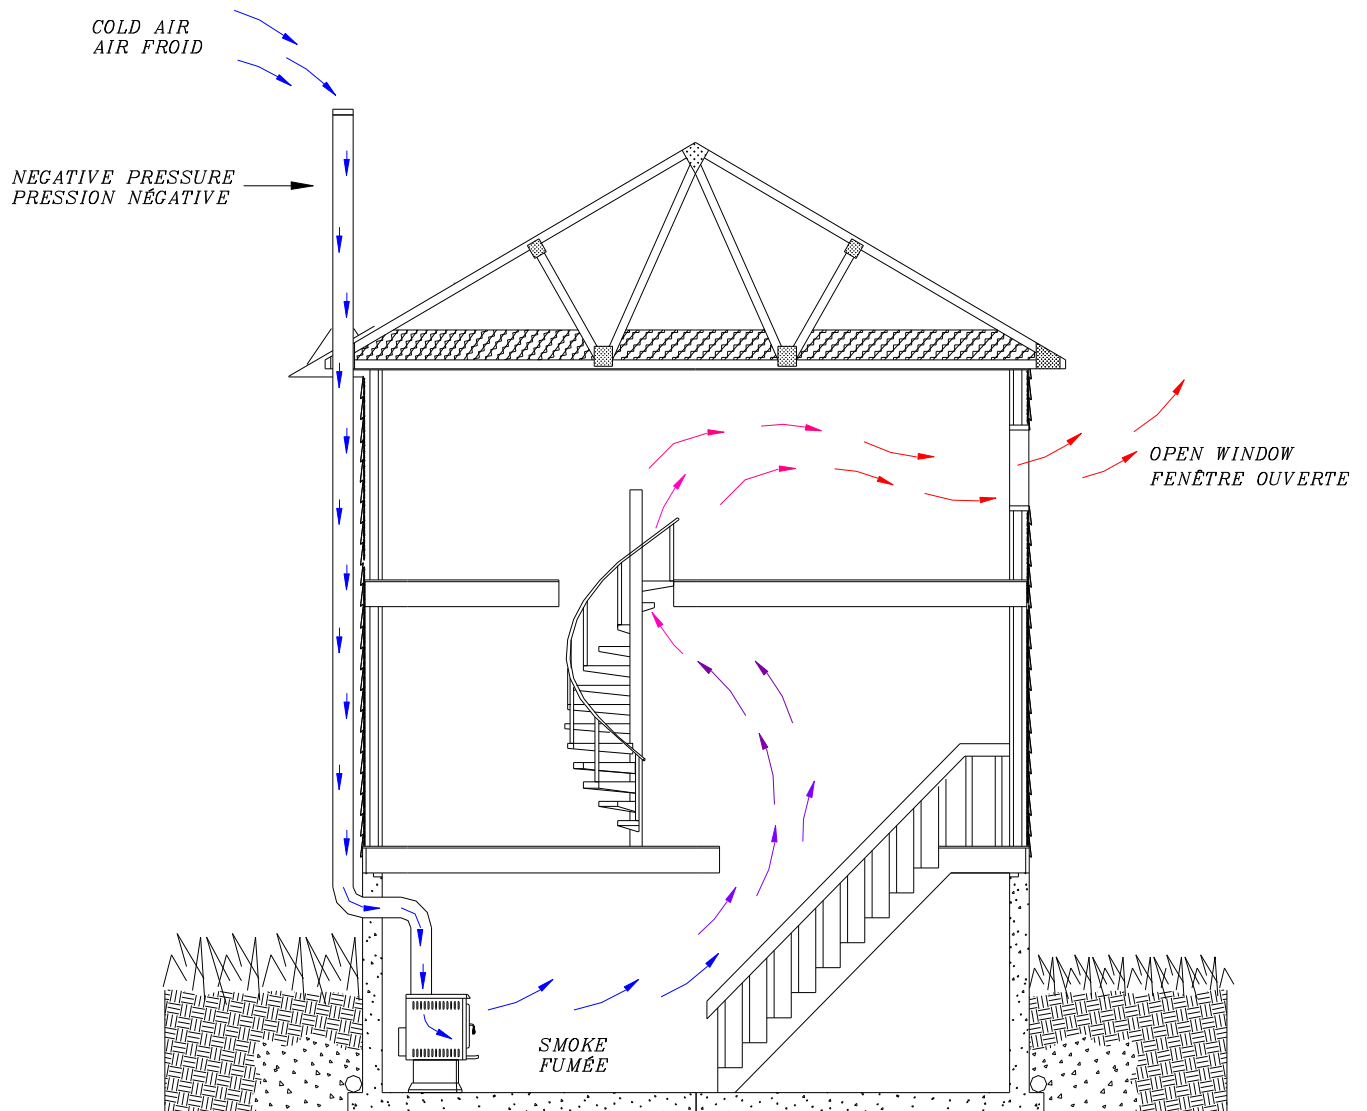 COLD AIR
AIR FROID
NEGATIVE PRESSURE
PRESSION NÉGATIVE
OPEN WINDOW
FENÊTRE OUVERTE
SMOKE
FUMÉE